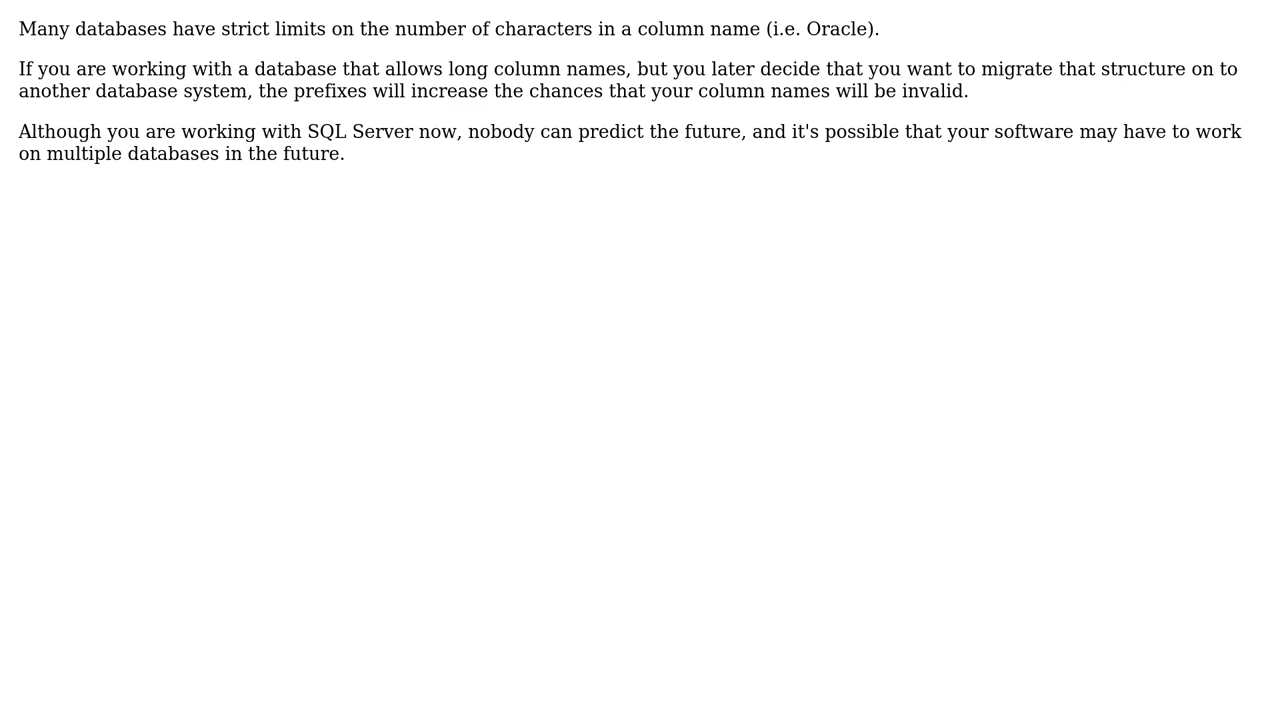 Many databases have strict limits on the number of characters in a column name (i.e. Oracle).
If you are working with a database that allows long column names, but you later decide that you want to migrate that structure on to
another database system, the prefixes will increase the chances that your column names will be invalid.
Although you are working with SQL Server now, nobody can predict the future, and it's possible that your software may have to work
on multiple databases in the future.